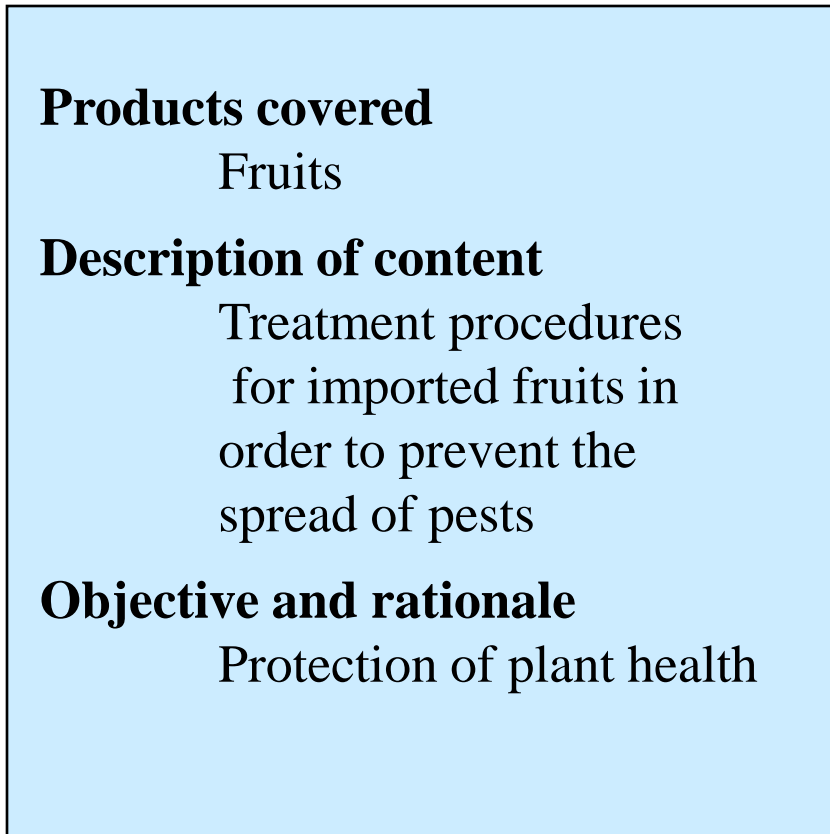 Products covered
Fruits
Description of content
Treatment procedures
for imported fruits in
order to prevent the
spread of pests
Objective and rationale
Protection of plant health